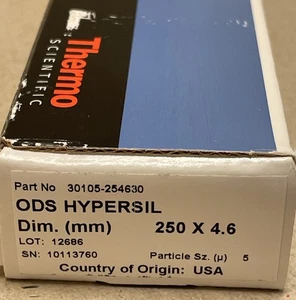 Thermo
SCIENTIFIC
Part No 30105-254630
ODS HYPERSIL
Dim. (mm) 250 X 4.6
LOT: 12686
SN: 10113760 Particle Sz. (µ) 5
Country of Origin: USA